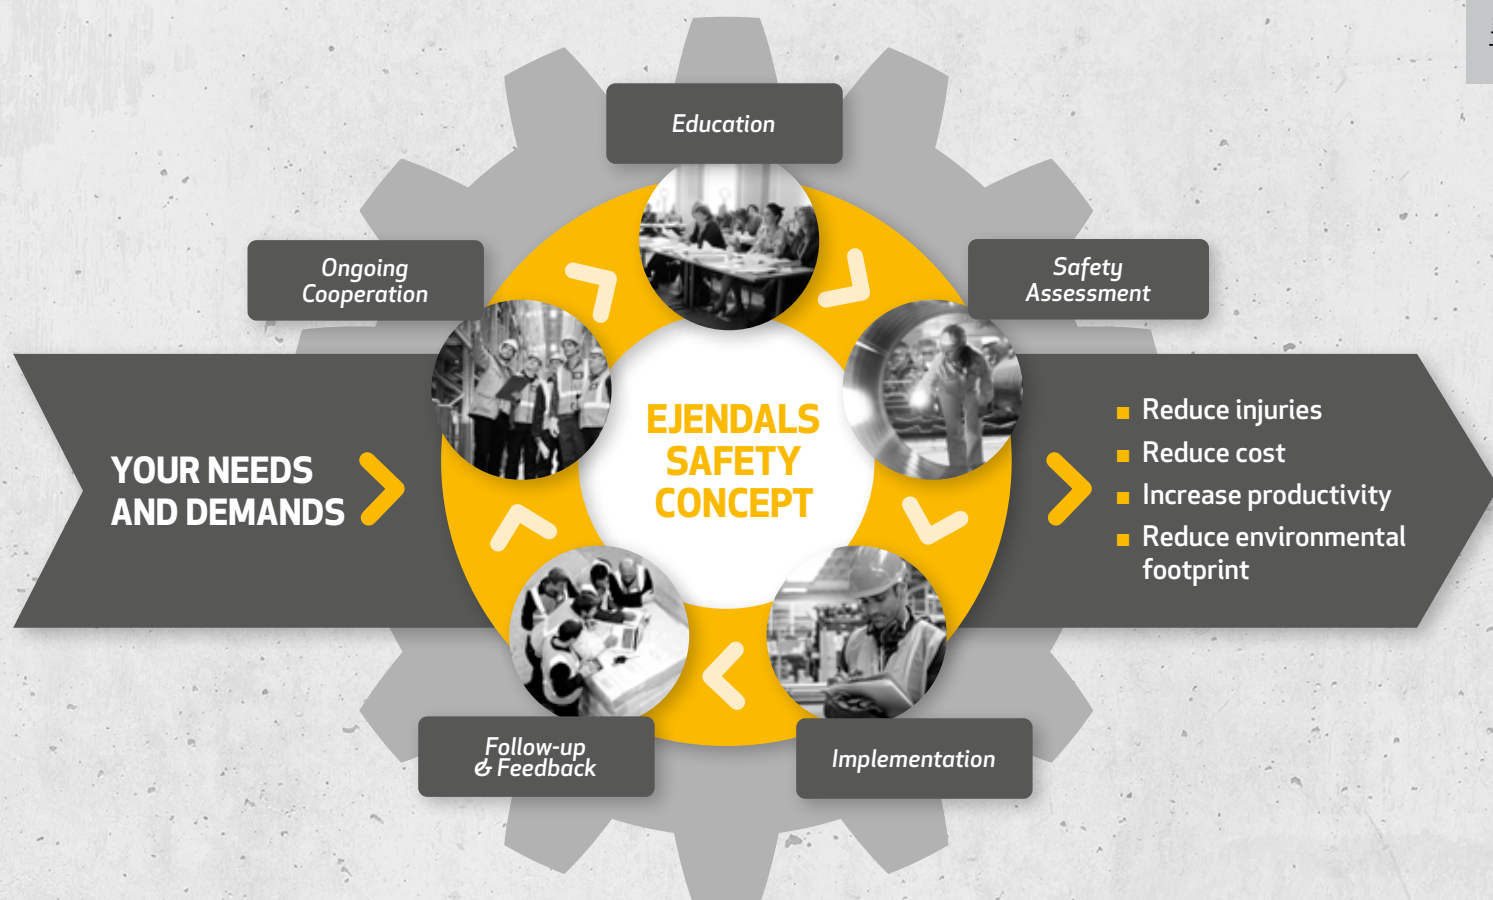 Education
Ongoing
Cooperation
Safety
Assessment
YOUR NEEDS
AND DEMANDS
EJENDALS
SAFETY
CONCEPT
Reduce injuries
Reduce cost
Increase productivity
Reduce environmental
footprint
Follow-up
& Feedback
Implementation